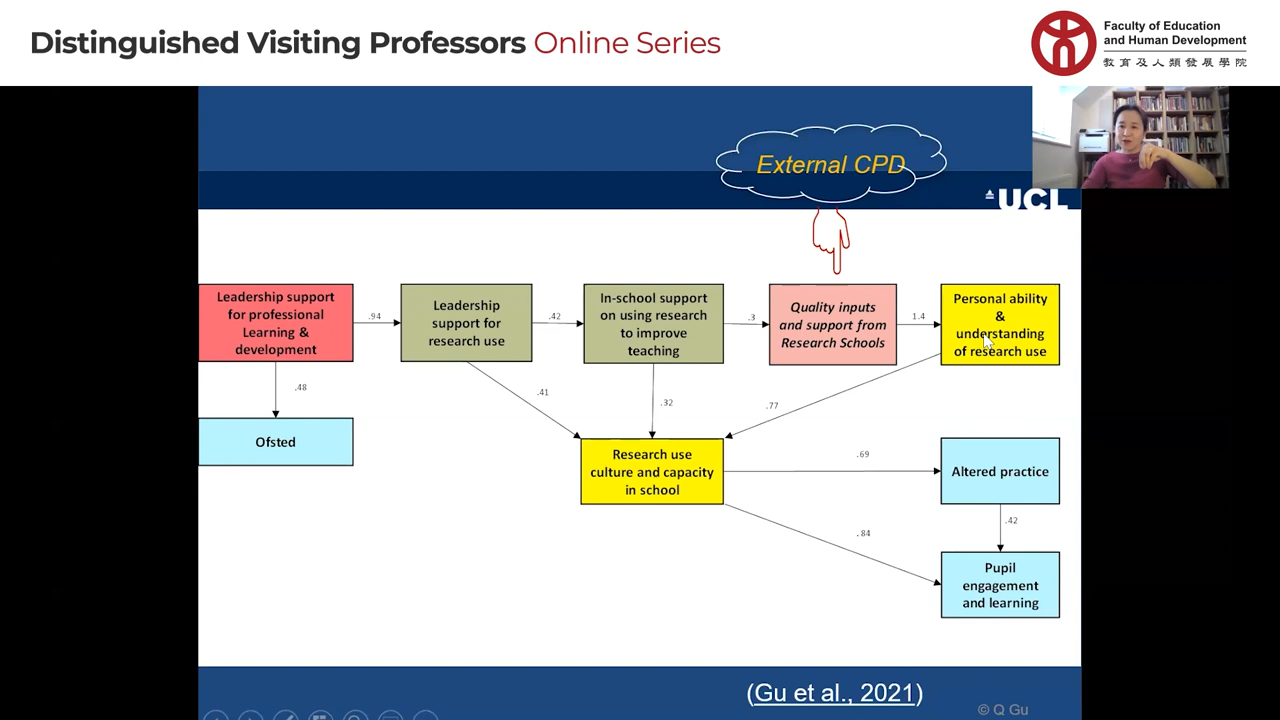 Distinguished Visiting Professors Online Series
Faculty of Education
and Human Development
教育及人類發展學院
External CPD
UCL
Leadership support
for professional
Learning &
development
.94
Leadership
support for
research use
.42
In-school support
on using research
to improve
teaching
.3
Quality inputs
and support from
Research Schools
1.4
Personal ability
&
understanding
of research use
.48
.41
.32
.77
Ofsted
Research use
culture and capacity
in school
.69
Altered practice
.84
.42
Pupil
engagement
and learning
(Gu et al., 2021)
© Q Gu